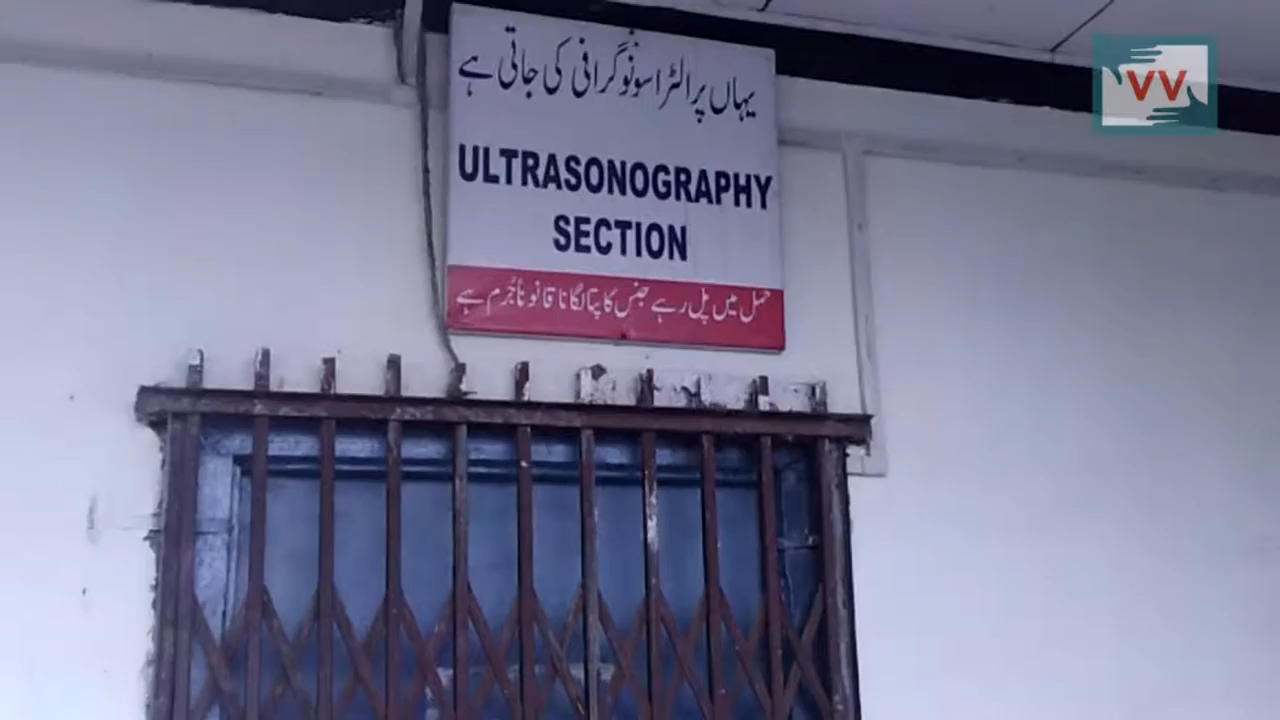 یہاں پر الٹراسونوگرافی کی جاتی ہے
ULTRASONOGRAPHY
SECTION
حمل میں پل رہے جنس کا پتا لگانا قانوناً جُرم ہے
VV